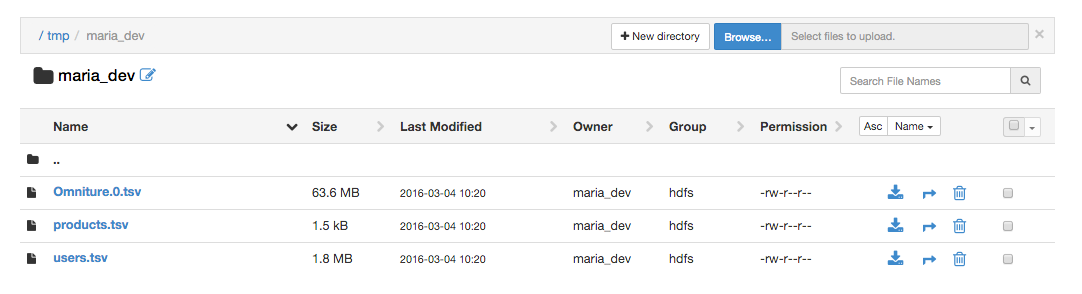 / tmp / maria_dev + New directory Browse... Select files to upload. ×
maria_dev Search File Names
Name Size Last Modified Owner Group Permission Asc Name
..
Omniture.0.tsv 63.6 MB 2016-03-04 10:20 maria_dev hdfs -rw-r--r--
products.tsv 1.5 kB 2016-03-04 10:20 maria_dev hdfs -rw-r--r--
users.tsv 1.8 MB 2016-03-04 10:20 maria_dev hdfs -rw-r--r--